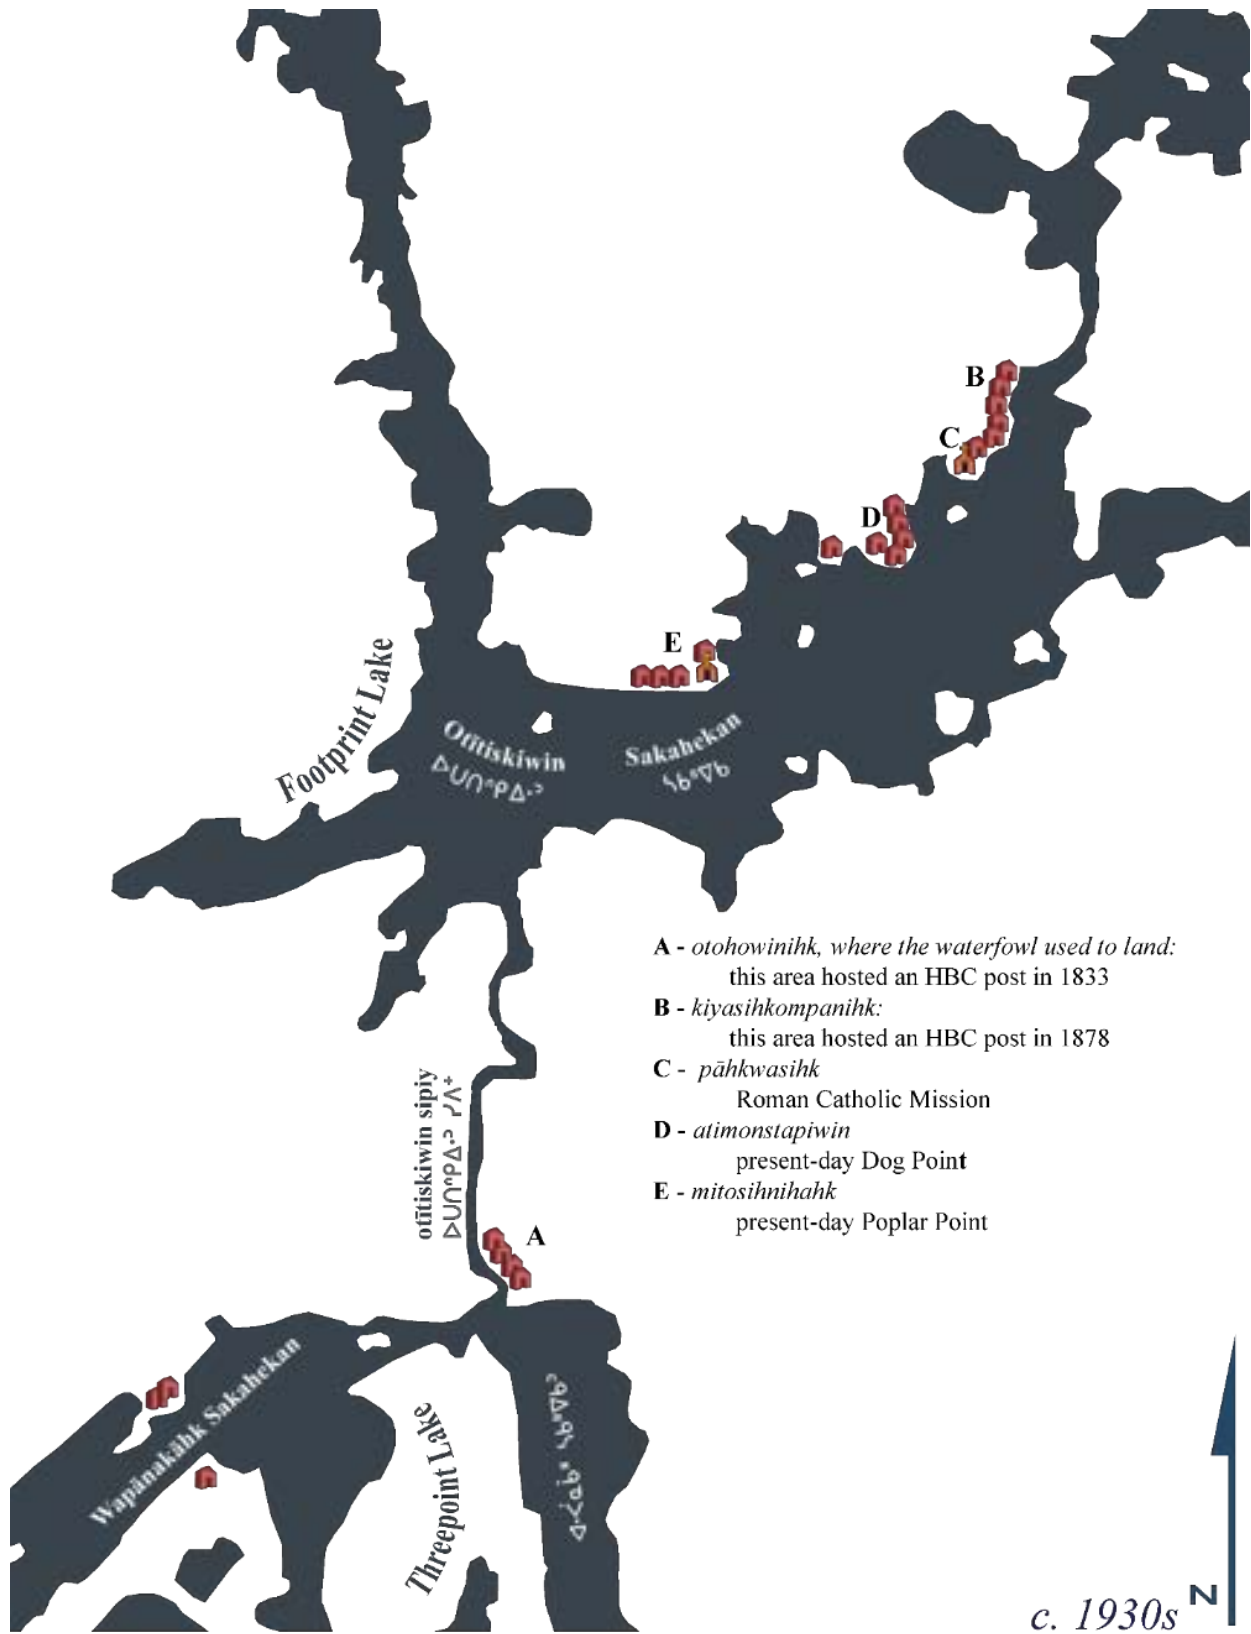 B
C
D
E
Footprint Lake
Otītiskiwin
ᐅᑌᑎᐢᑭᐏᐣ
Sakahekan
ᓴᑲᐦᐁᑲ
A - otohowinihk, where the waterfowl used to land:
this area hosted an HBC post in 1833
B - kiyasihkompanihk:
this area hosted an HBC post in 1878
C - pāhkwasihk
Roman Catholic Mission
D - atimonstapiwin
present-day Dog Point
E - mitosihnihahk
present-day Poplar Point
otītiskiwin sipiy
A
Wapānakāhk Sakahekan
Threepoint Lake
N
c. 1930s